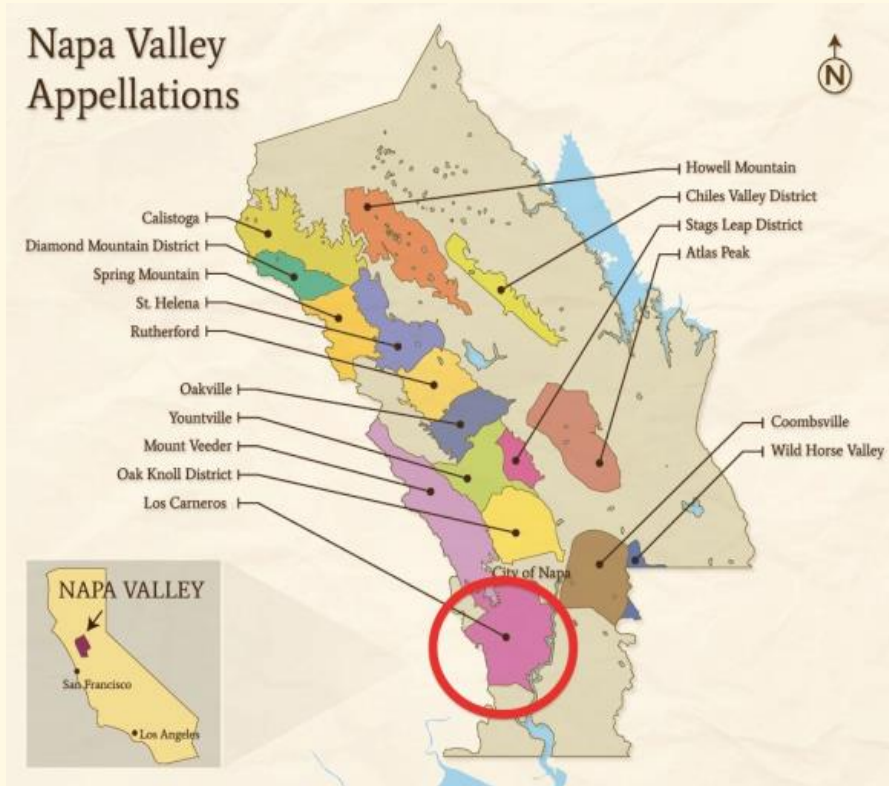 Napa Valley
Appellations
N
Howell Mountain
Chiles Valley District
Stags Leap District
Atlas Peak
Calistoga
Diamond Mountain District
Spring Mountain
St. Helena
Rutherford
Oakville
Yountville
Mount Veeder
Oak Knoll District
Los Carneros
Coombsville
Wild Horse Valley
City of Napa
NAPA VALLEY
San Francisco
Los Angeles